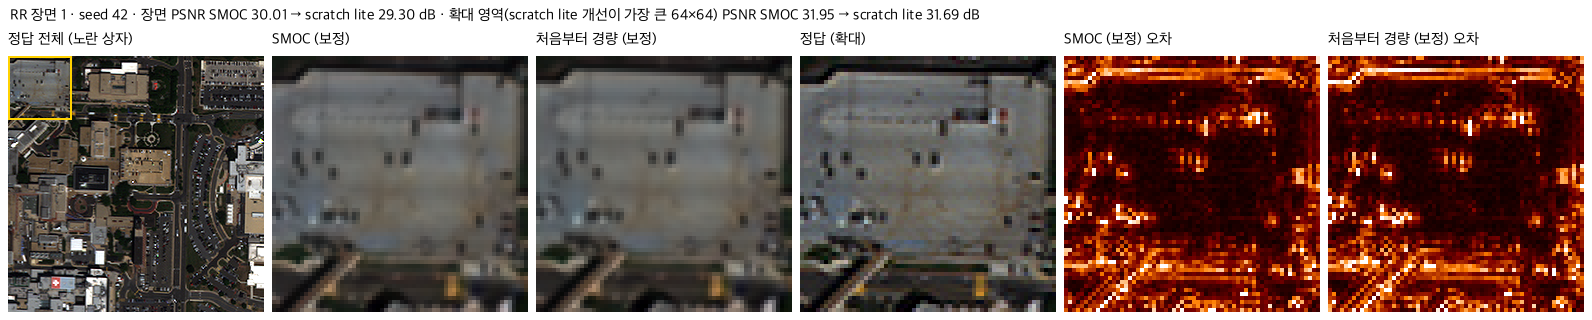 RR 장면 1 · seed 42 · 장면 PSNR SMOC 30.01 → scratch lite 29.30 dB · 확대 영역(scratch lite 개선이 가장 큰 64×64) PSNR SMOC 31.95 → scratch lite 31.69 dB
정답 전체 (노란 상자)
SMOC (보정)
처음부터 경량 (보정)
정답 (확대)
SMOC (보정) 오차
처음부터 경량 (보정) 오차